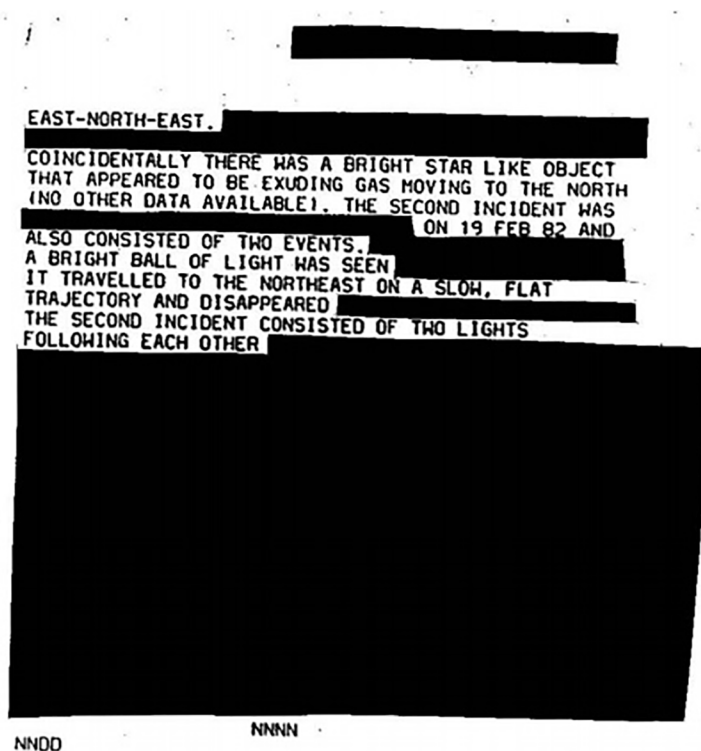 EAST-NORTH-EAST.
COINCIDENTALLY THERE WAS A BRIGHT STAR LIKE OBJECT
THAT APPEARED TO BE EXUDING GAS MOVING TO THE NORTH
(NO OTHER DATA AVAILABLE). THE SECOND INCIDENT WAS
ON 19 FEB 82 AND
ALSO CONSISTED OF TWO EVENTS.
A BRIGHT BALL OF LIGHT WAS SEEN
IT TRAVELLED TO THE NORTHEAST ON A SLOW, FLAT
TRAJECTORY AND DISAPPEARED
THE SECOND INCIDENT CONSISTED OF TWO LIGHTS
FOLLOWING EACH OTHER
NNNN
NNDD